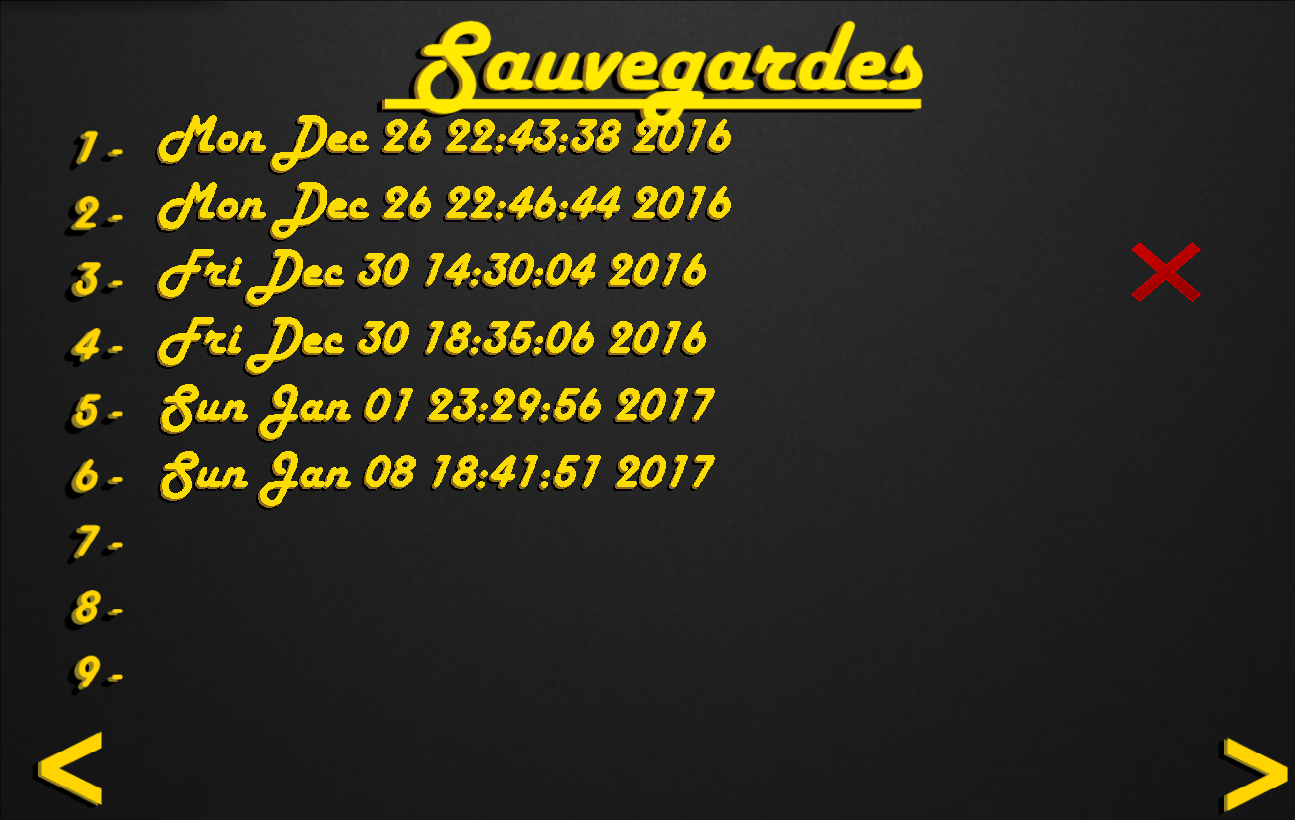 Sauvegardes
1 - Mon Dec 26 22:43:38 2016
2 - Mon Dec 26 22:46:44 2016
3 - Fri Dec 30 14:30:04 2016
4 - Fri Dec 30 18:35:06 2016
5 - Sun Jan 01 23:29:56 2017
6 - Sun Jan 08 18:41:51 2017
7 -
8 -
9 -
< >